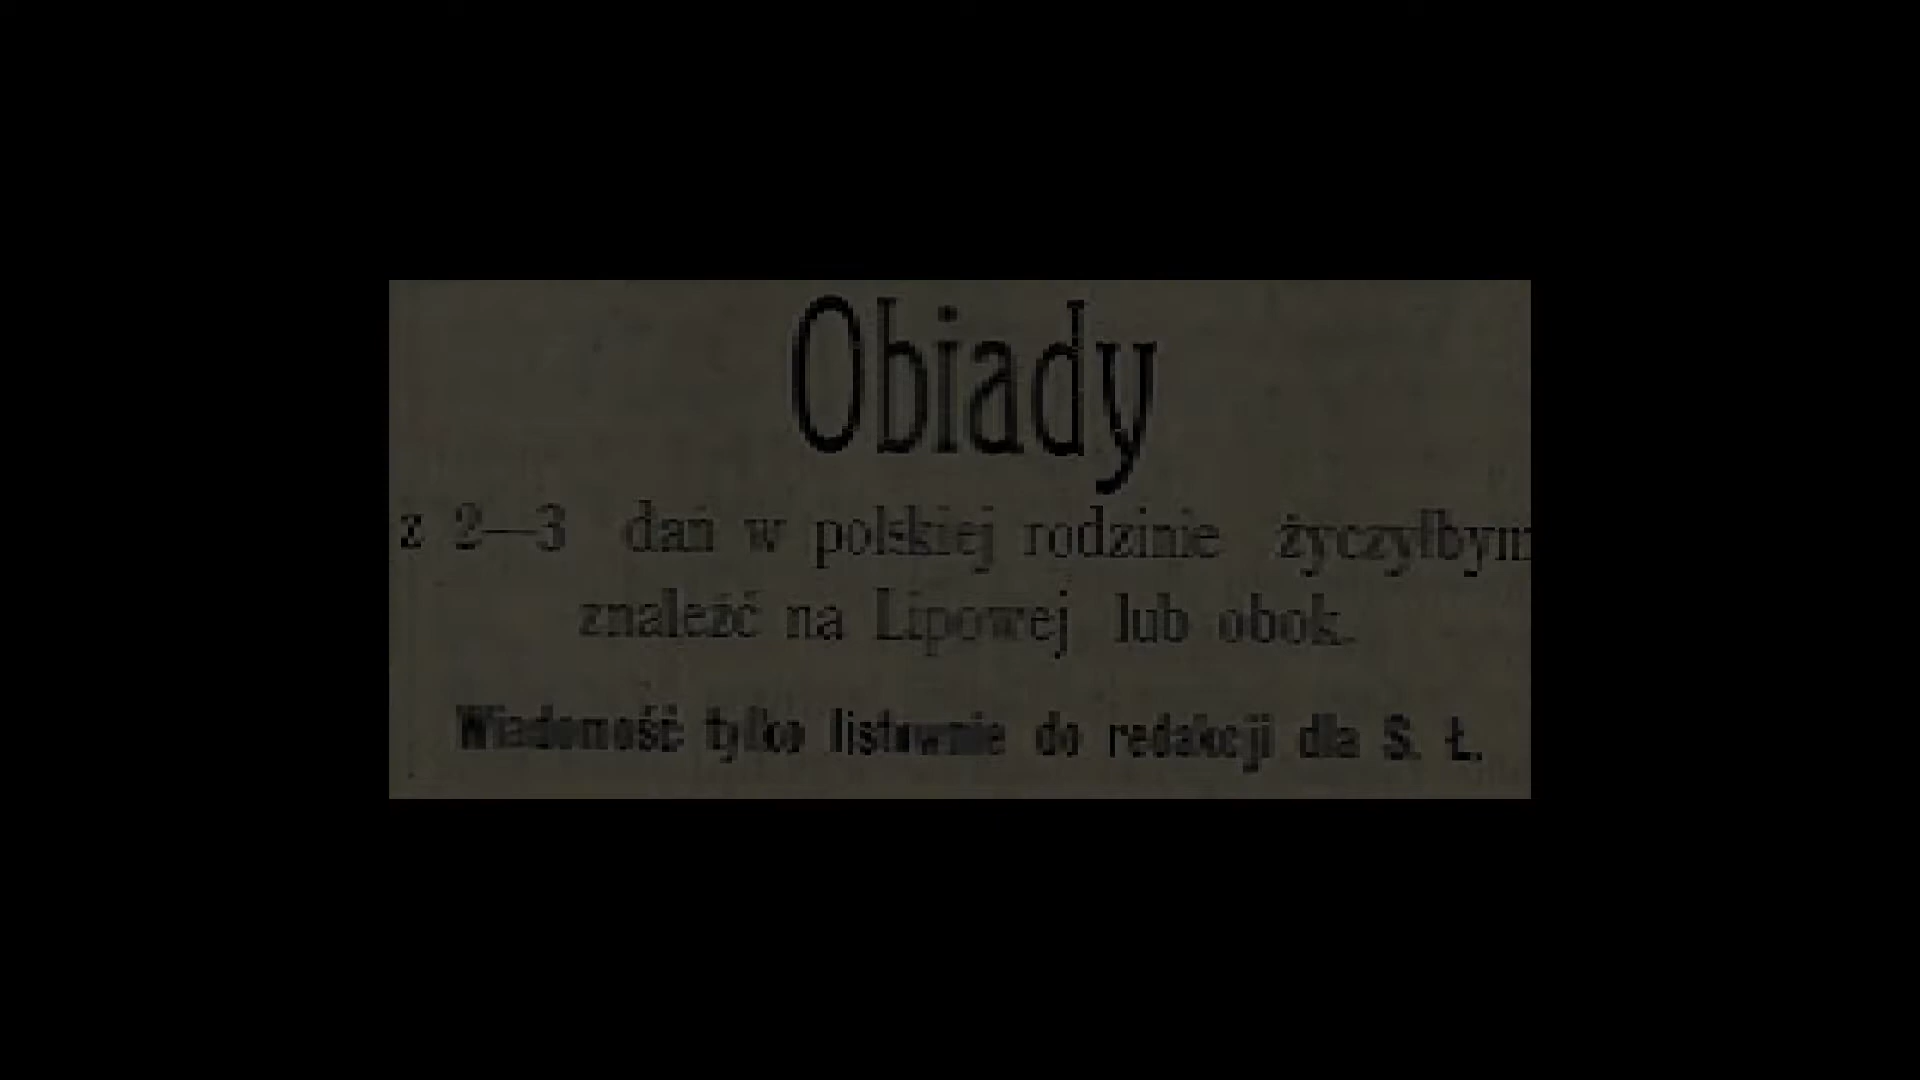 Obiady
z 2—3 dań w polskiej rodzinie życzyłbym
znaleźć na Lipowej lub obok.
Wiadomość tylko listownie do redakcji dla S. Ł.